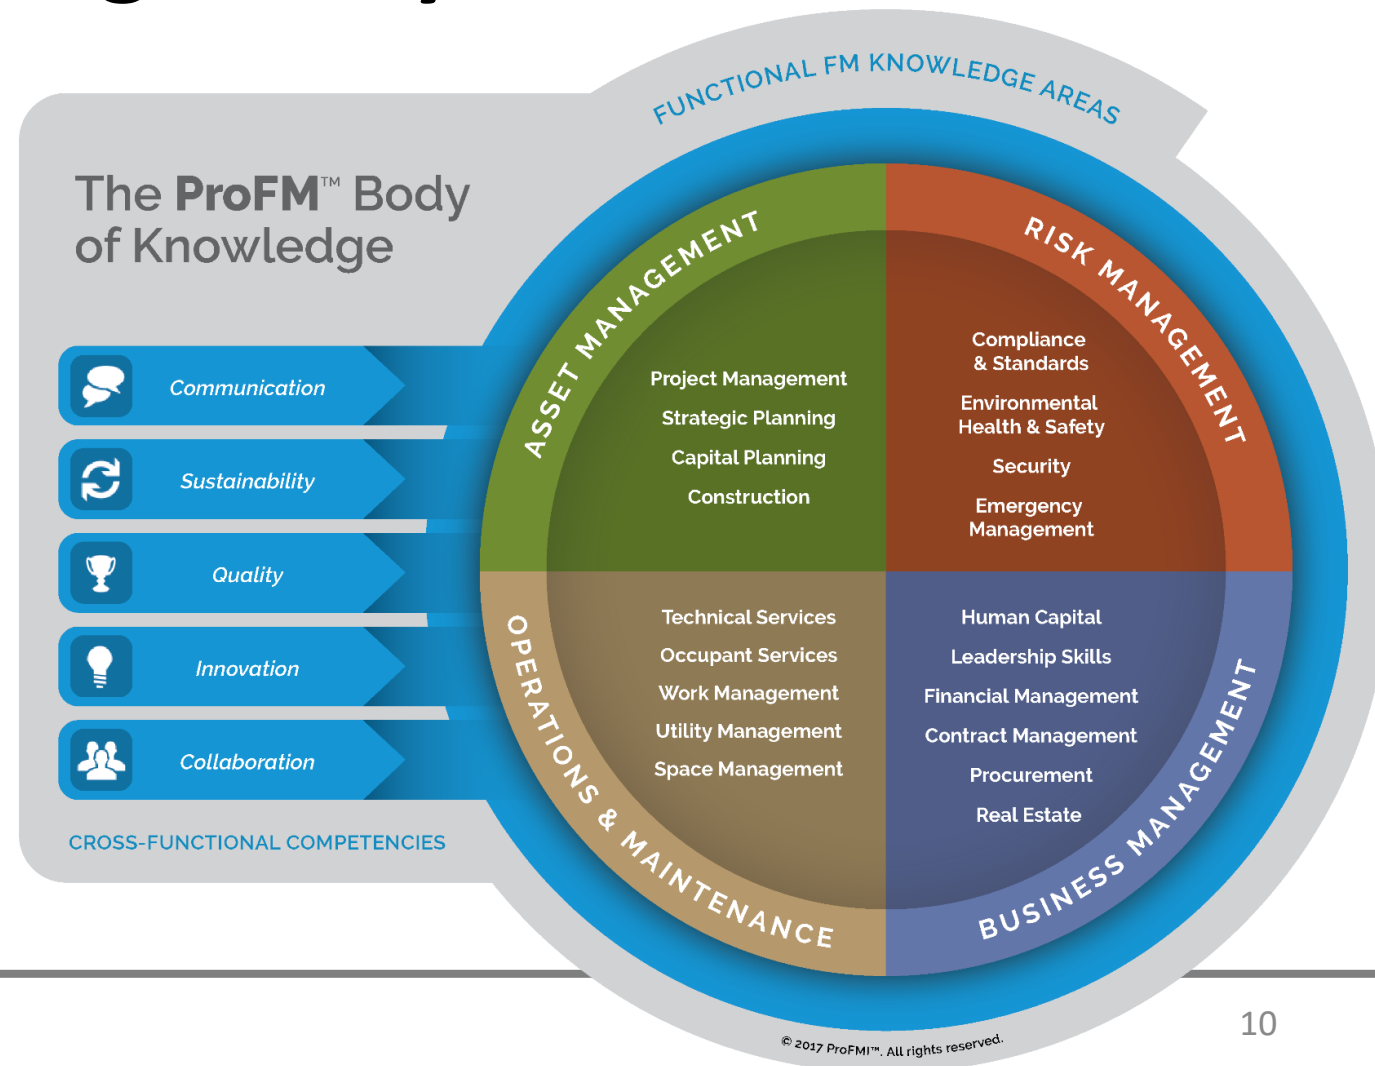 FUNCTIONAL FM KNOWLEDGE AREAS
The ProFM™ Body
of Knowledge
Communication
Sustainability
Quality
Innovation
Collaboration
CROSS-FUNCTIONAL COMPETENCIES
ASSET MANAGEMENT
Project Management
Strategic Planning
Capital Planning
Construction
RISK MANAGEMENT
Compliance
& Standards
Environmental
Health & Safety
Security
Emergency
Management
OPERATIONS & MAINTENANCE
Technical Services
Occupant Services
Work Management
Utility Management
Space Management
BUSINESS MANAGEMENT
Human Capital
Leadership Skills
Financial Management
Contract Management
Procurement
Real Estate
© 2017 ProFMI™. All rights reserved.
10